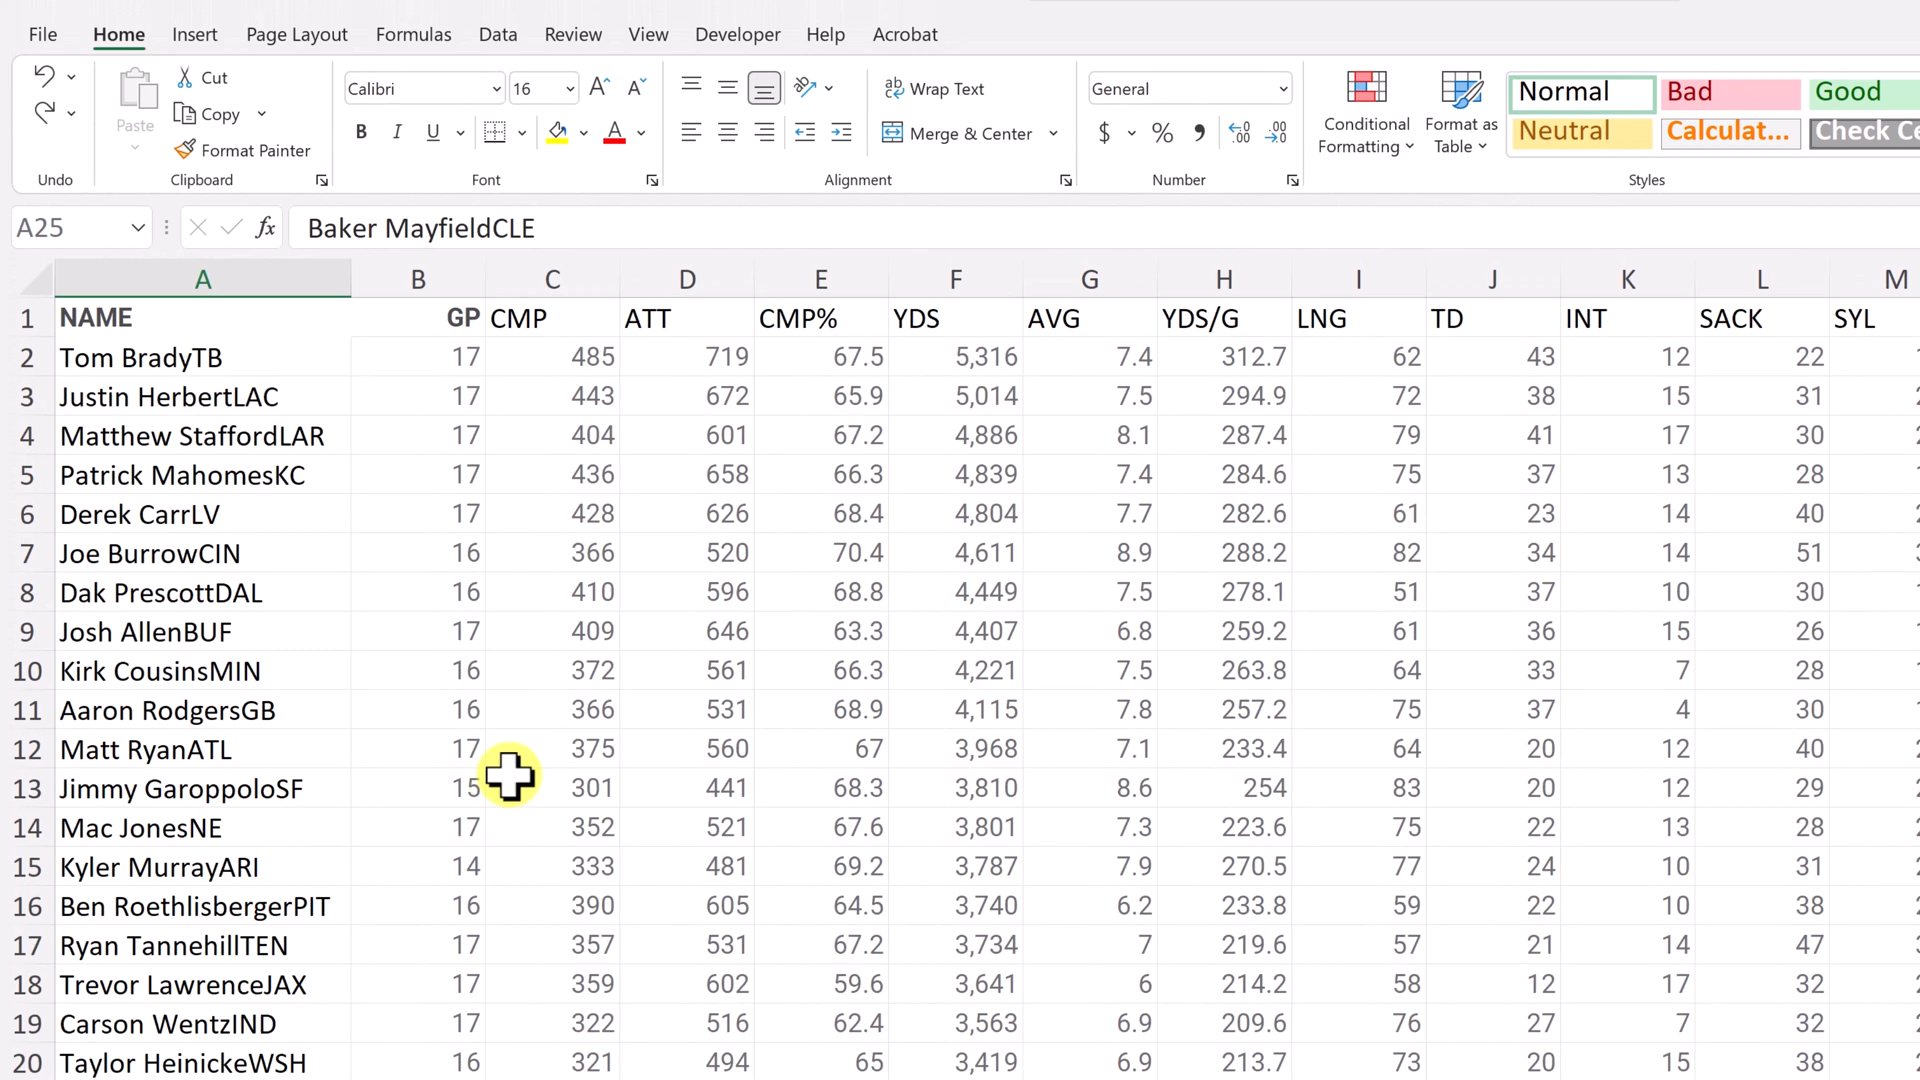 File Home Insert Page Layout Formulas Data Review View Developer Help Acrobat
Cut
Copy
Format Painter
Paste
Undo Clipboard
Calibri 16 A A
B I U A
Font
Wrap Text
Merge & Center
Alignment
General
$ % 9
Number
Conditional Formatting
Format as Table
Normal Bad Good
Neutral Calculat... Check Ce
Styles
A25 fx Baker MayfieldCLE
A B C D E F G H I J K L M
1 NAME GP CMP ATT CMP% YDS AVG YDS/G LNG TD INT SACK SYL
2 Tom BradyTB 17 485 719 67.5 5,316 7.4 312.7 62 43 12 22
3 Justin HerbertLAC 17 443 672 65.9 5,014 7.5 294.9 72 38 15 31
4 Matthew StaffordLAR 17 404 601 67.2 4,886 8.1 287.4 79 41 17 30
5 Patrick MahomesKC 17 436 658 66.3 4,839 7.4 284.6 75 37 13 28
6 Derek CarrLV 17 428 626 68.4 4,804 7.7 282.6 61 23 14 40
7 Joe BurrowCIN 16 366 520 70.4 4,611 8.9 288.2 82 34 14 51
8 Dak PrescottDAL 16 410 596 68.8 4,449 7.5 278.1 51 37 10 30
9 Josh AllenBUF 17 409 646 63.3 4,407 6.8 259.2 61 36 15 26
10 Kirk CousinsMIN 16 372 561 66.3 4,221 7.5 263.8 64 33 7 28
11 Aaron RodgersGB 16 366 531 68.9 4,115 7.8 257.2 75 37 4 30
12 Matt RyanATL 17 375 560 67 3,968 7.1 233.4 64 20 12 40
13 Jimmy GaroppoloSF 15 301 441 68.3 3,810 8.6 254 83 20 12 29
14 Mac JonesNE 17 352 521 67.6 3,801 7.3 223.6 75 22 13 28
15 Kyler MurrayARI 14 333 481 69.2 3,787 7.9 270.5 77 24 10 31
16 Ben RoethlisbergerPIT 16 390 605 64.5 3,740 6.2 233.8 59 22 10 38
17 Ryan TannehillTEN 17 357 531 67.2 3,734 7 219.6 57 21 14 47
18 Trevor LawrenceJAX 17 359 602 59.6 3,641 6 214.2 58 12 17 32
19 Carson WentzIND 17 322 516 62.4 3,563 6.9 209.6 76 27 7 32
20 Taylor HeinickeWSH 16 321 494 65 3,419 6.9 213.7 73 20 15 38